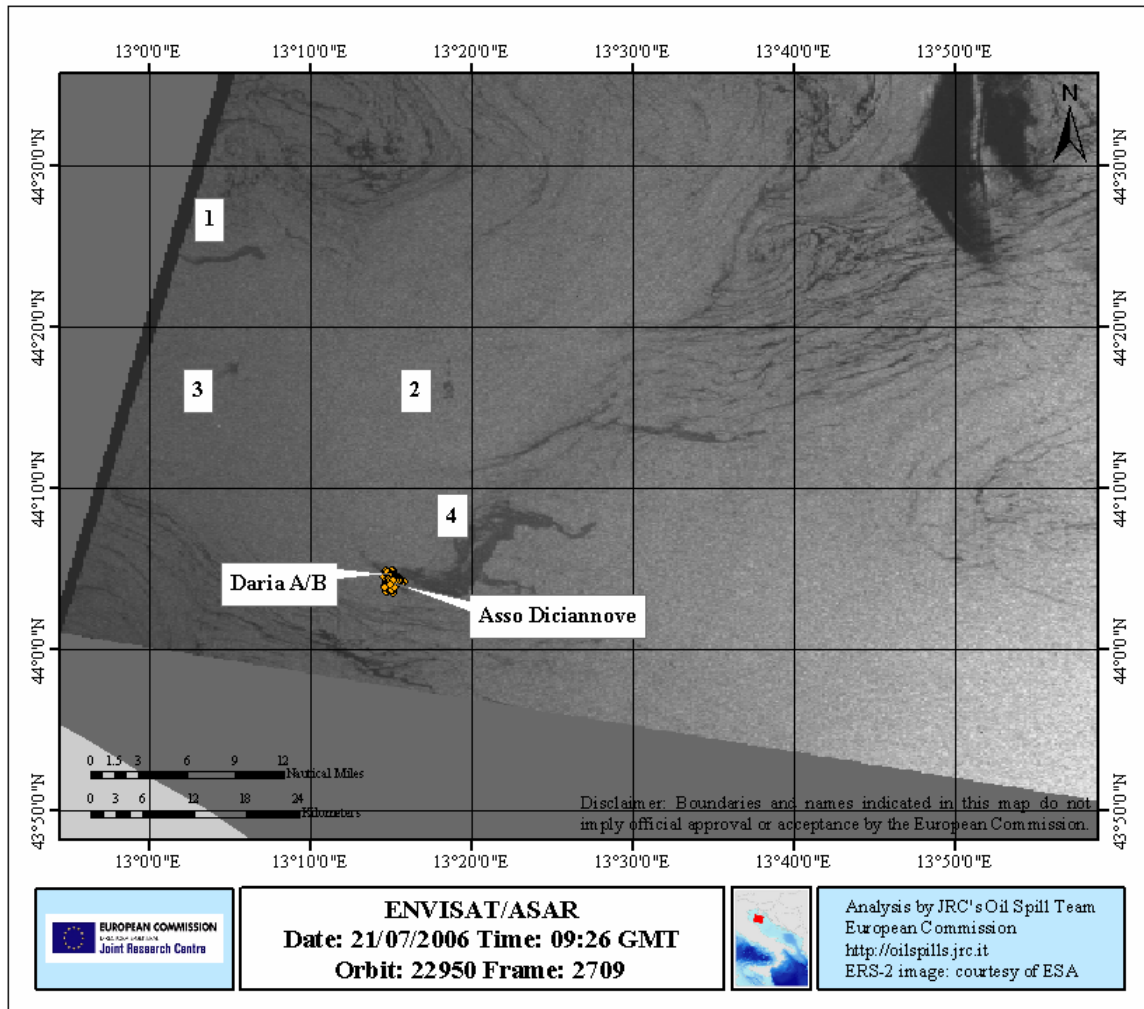 13°0'0"E 13°10'0"E 13°20'0"E 13°30'0"E 13°40'0"E 13°50'0"E
N
44°30'0"N 44°30'0"N
1
44°20'0"N 44°20'0"N
3 2
44°10'0"N 44°10'0"N
4
Daria A/B
Asso Diciannove
44°0'0"N 44°0'0"N
0 1.5 3 6 9 12
Nautical Miles
0 3 6 12 18 24
Kilometers
Disclaimer: Boundaries and names indicated in this map do not
imply official approval or acceptance by the European Commission.
43°50'0"N 43°50'0"N
13°0'0"E 13°10'0"E 13°20'0"E 13°30'0"E 13°40'0"E 13°50'0"E
EUROPEAN COMMISSION
Joint Research Centre
ENVISAT/ASAR
Date: 21/07/2006 Time: 09:26 GMT
Orbit: 22950 Frame: 2709
Analysis by JRC's Oil Spill Team
European Commission
http://oilspills.jrc.it
ERS-2 image: courtesy of ESA